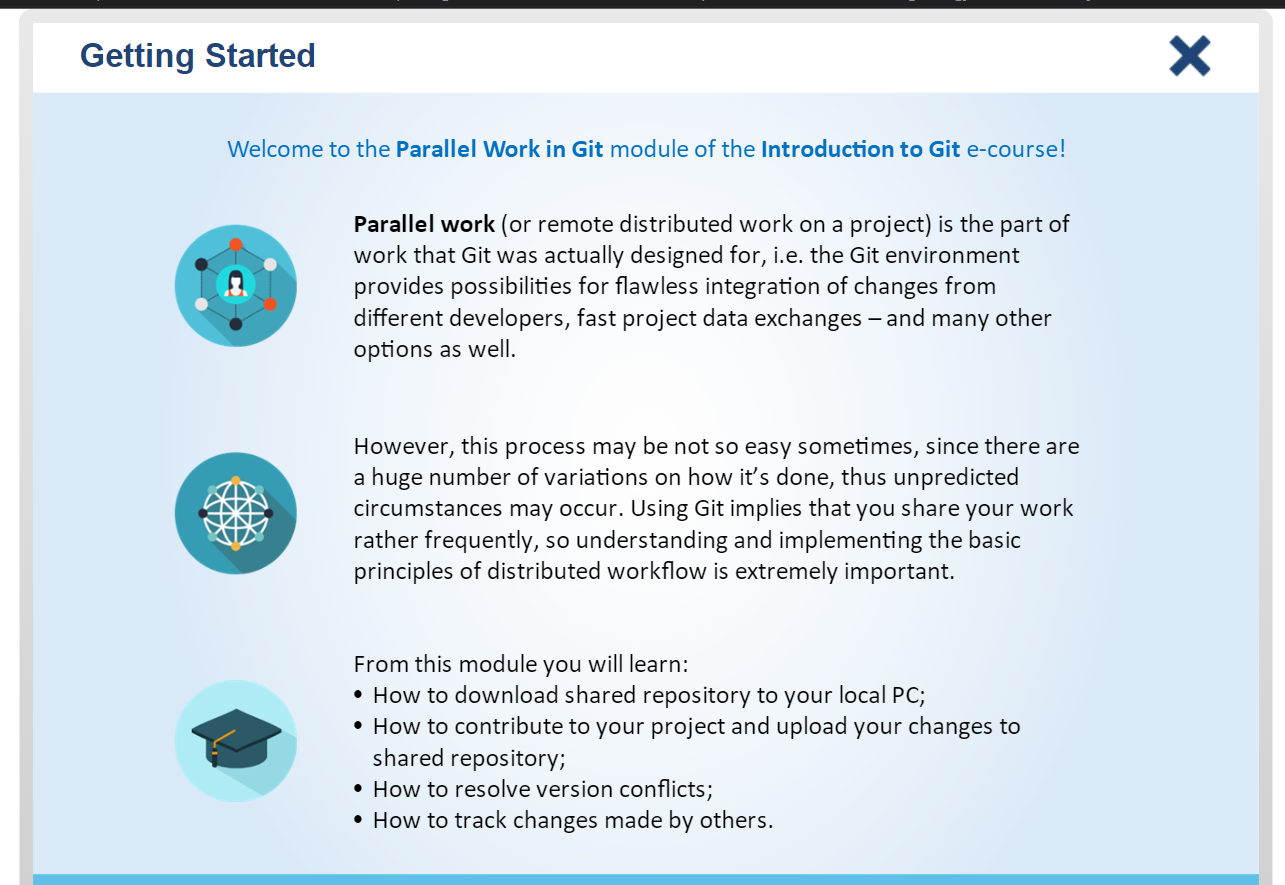 Getting Started
Welcome to the Parallel Work in Git module of the Introduction to Git e-course!
Parallel work (or remote distributed work on a project) is the part of
work that Git was actually designed for, i.e. the Git environment
provides possibilities for flawless integration of changes from
different developers, fast project data exchanges – and many other
options as well.
However, this process may be not so easy sometimes, since there are
a huge number of variations on how it’s done, thus unpredicted
circumstances may occur. Using Git implies that you share your work
rather frequently, so understanding and implementing the basic
principles of distributed workflow is extremely important.
From this module you will learn:
• How to download shared repository to your local PC;
• How to contribute to your project and upload your changes to
shared repository;
• How to resolve version conflicts;
• How to track changes made by others.